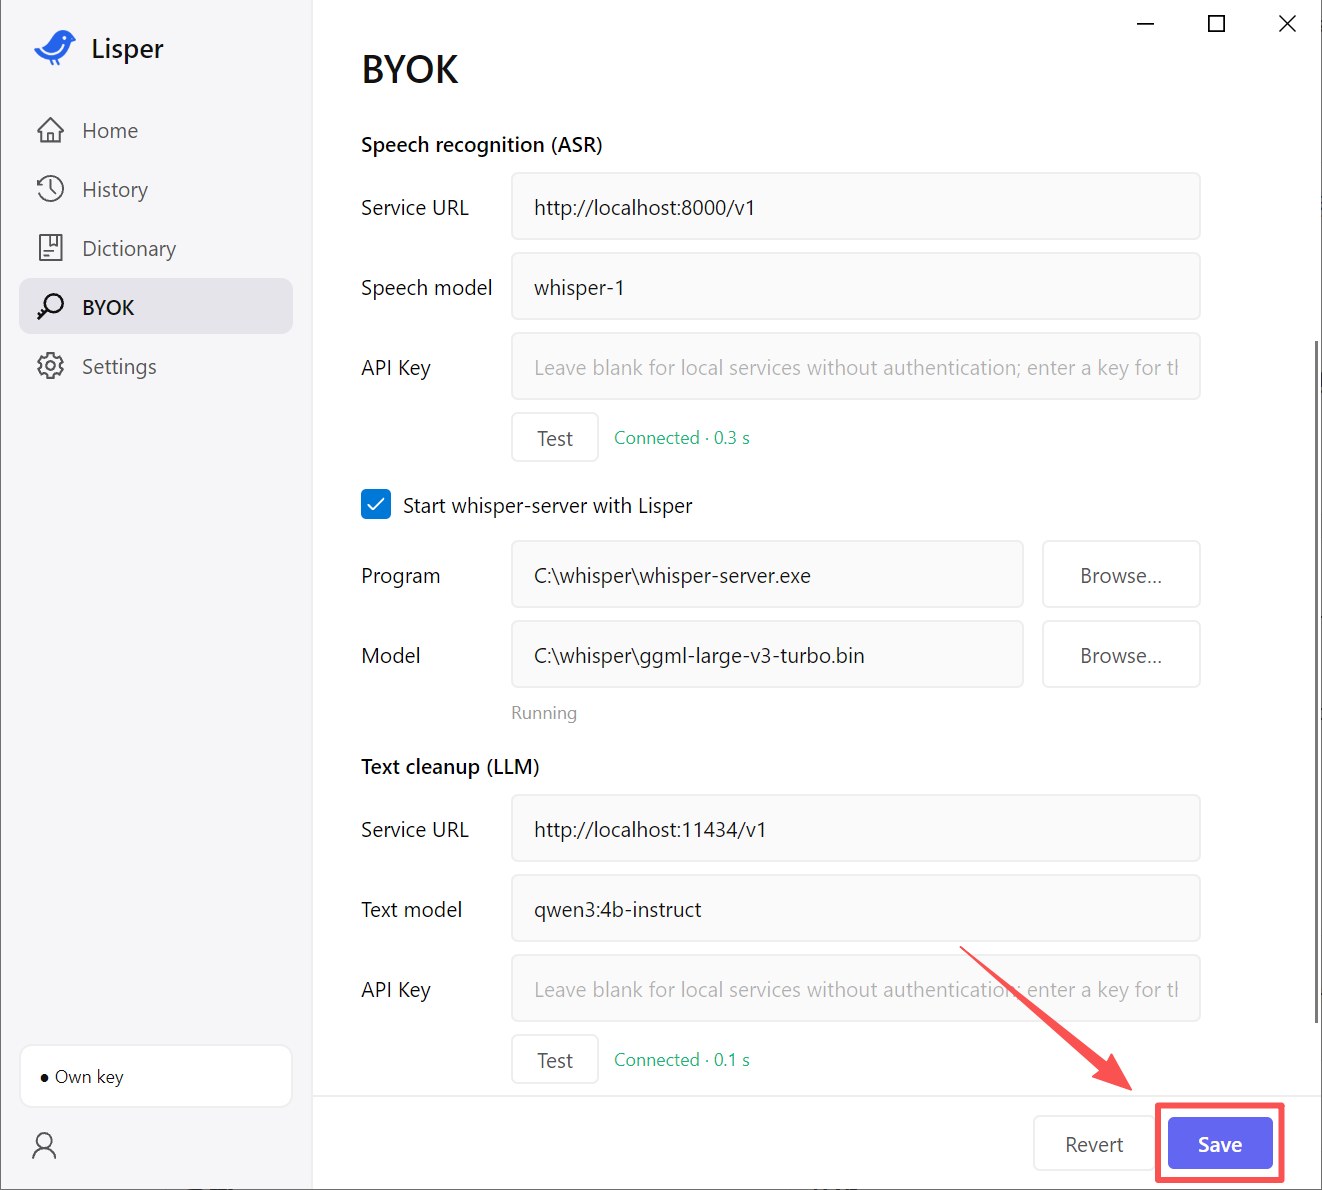 Lisper
Home
History
Dictionary
BYOK
Settings
Own key
BYOK
Speech recognition (ASR)
Service URL
http://localhost:8000/v1
Speech model
whisper-1
API Key
Leave blank for local services without authentication; enter a key for th
Test
Connected · 0.3 s
Start whisper-server with Lisper
Program
C:\whisper\whisper-server.exe
Browse...
Model
C:\whisper\ggml-large-v3-turbo.bin
Browse...
Running
Text cleanup (LLM)
Service URL
http://localhost:11434/v1
Text model
qwen3:4b-instruct
API Key
Leave blank for local services without authentication; enter a key for th
Test
Connected · 0.1 s
Revert
Save